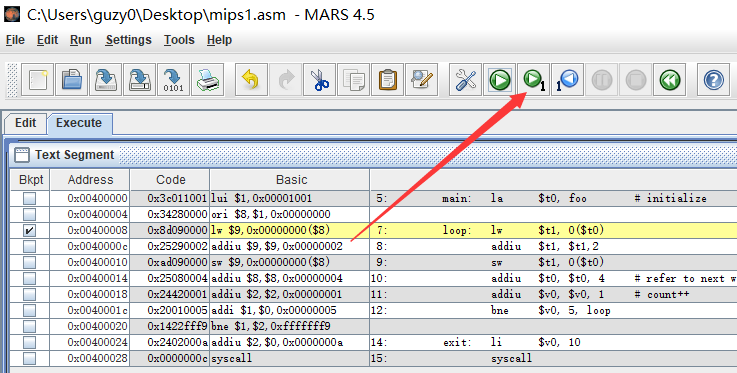 C:\Users\guzy0\Desktop\mips1.asm - MARS 4.5
File Edit Run Settings Tools Help
0101 1 1
Edit Execute
Text Segment
Bkpt Address Code Basic
0x00400000 0x3c011001 lui $1,0x00001001 5: main: la $t0, foo # initialize
0x00400004 0x34280000 ori $8,$1,0x00000000
0x00400008 0x8d090000 lw $9,0x00000000($8) 7: loop: lw $t1, 0($t0)
0x0040000c 0x25290002 addiu $9,$9,0x00000002 8: addiu $t1, $t1,2
0x00400010 0xad090000 sw $9,0x00000000($8) 9: sw $t1, 0($t0)
0x00400014 0x25080004 addiu $8,$8,0x00000004 10: addiu $t0, $t0, 4 # refer to next w
0x00400018 0x24420001 addiu $2,$2,0x00000001 11: addiu $v0, $v0, 1 # count++
0x0040001c 0x20010005 addi $1,$0,0x00000005 12: bne $v0, 5, loop
0x00400020 0x1422fff9 bne $1,$2,0xfffffff9
0x00400024 0x2402000a addiu $2,$0,0x0000000a 14: exit: li $v0, 10
0x00400028 0x0000000c syscall 15: syscall